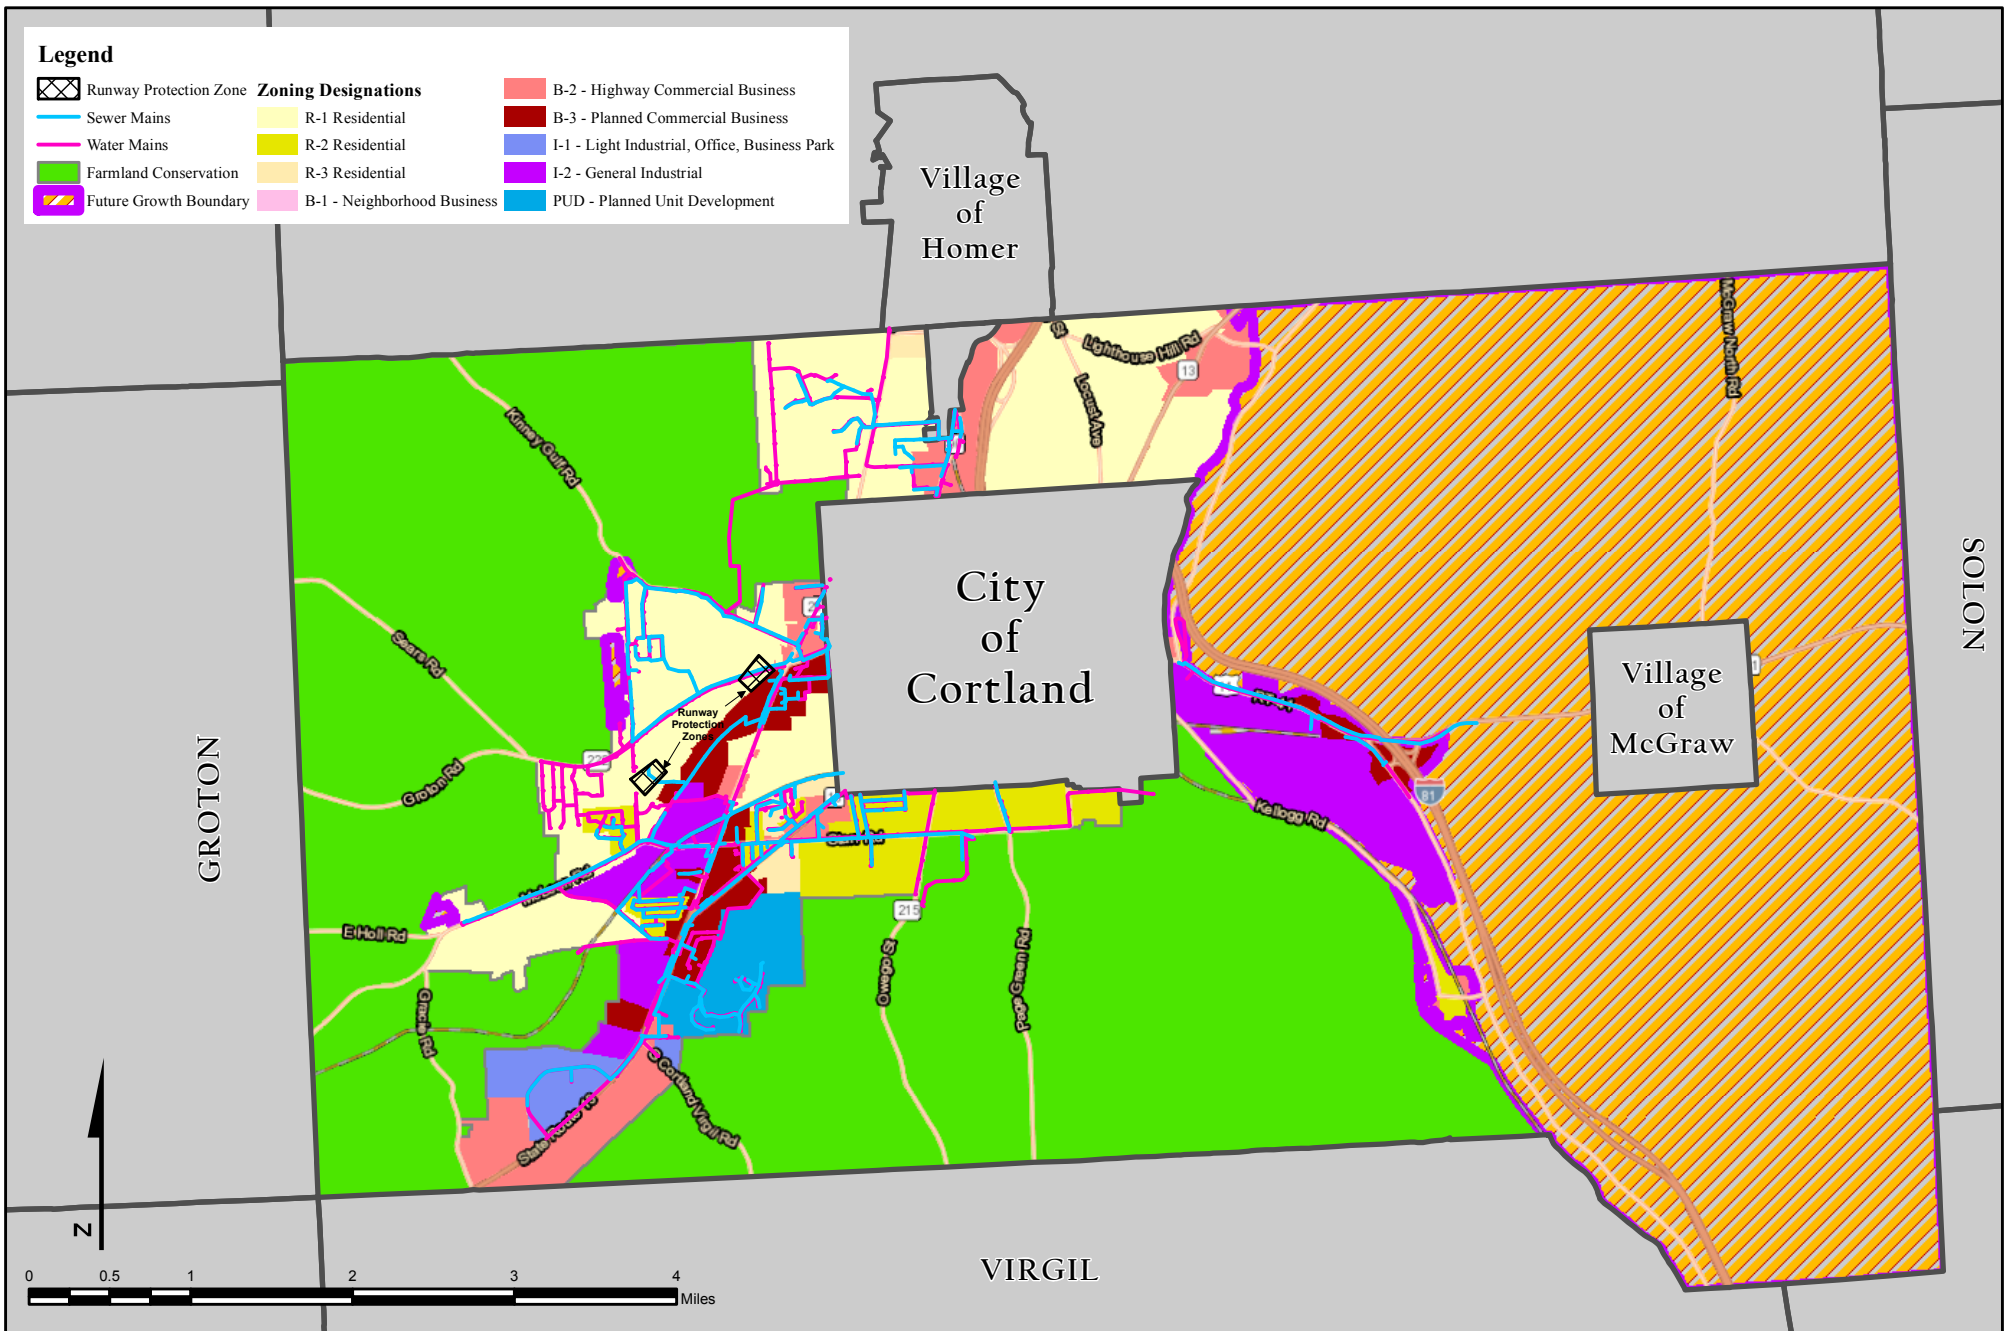 Legend
Runway Protection Zone
Sewer Mains
Water Mains
Farmland Conservation
Future Growth Boundary
Zoning Designations
R-1 Residential
R-2 Residential
R-3 Residential
B-1 - Neighborhood Business
B-2 - Highway Commercial Business
B-3 - Planned Commercial Business
I-1 - Light Industrial, Office, Business Park
I-2 - General Industrial
PUD - Planned Unit Development
Village
of
Homer
St
Lighthouse Hill Rd
13
Locust Ave
McGraw North Rd
Kinney Gulf Rd
City
of
Cortland
SOLON
Sears Rd
Village
of
McGraw
Runway
Protection
Zones
GROTON
Groton Rd
81
Kellogg Rd
McLean Rd
215
E Holl Rd
Owego St
Page Green Rd
Gracie Rd
S Cortland Virgil Rd
State Route 13
VIRGIL
N
0
0.5
1
2
3
4
Miles